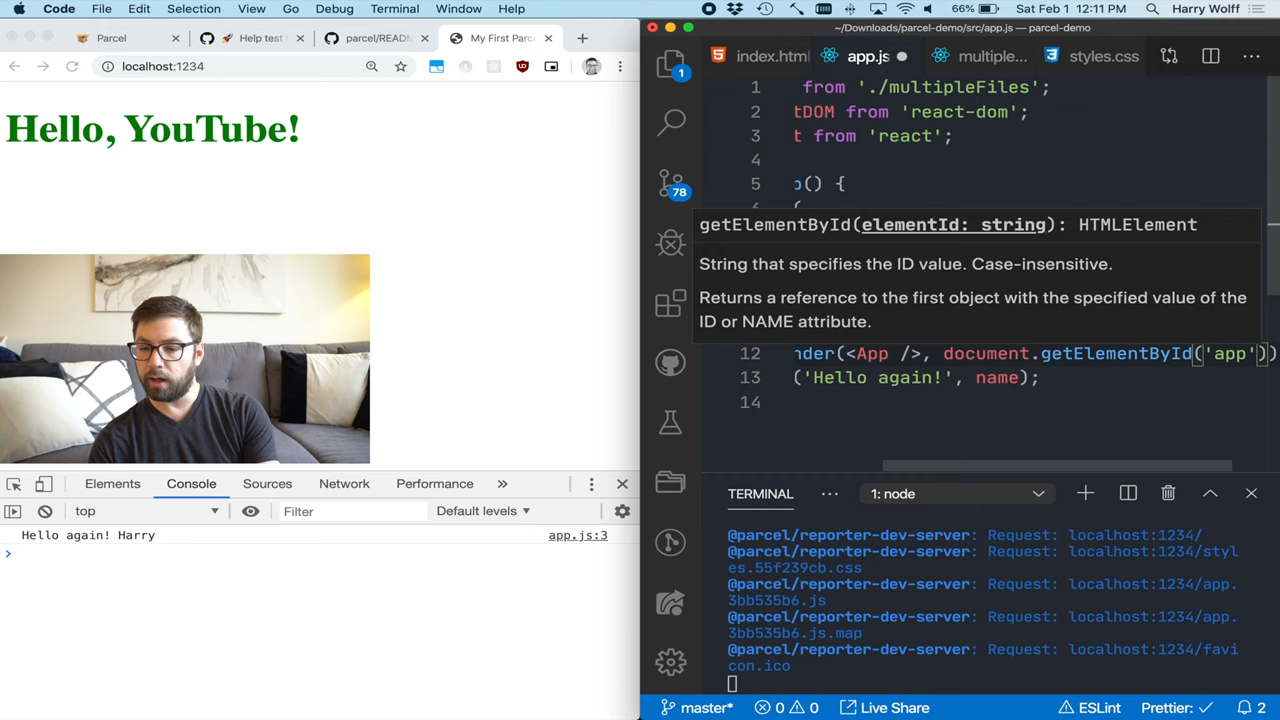 Code File Edit Selection View Go Debug Terminal Window Help 66% Sat Feb 1 12:11 PM Harry Wolff
Parcel
Help test
parcel/READM
My First Parce
localhost:1234
Hello, YouTube!
Elements Console Sources Network Performance
top Filter Default levels
Hello again! Harry app.js:3
~/Downloads/parcel-demo/src/app.js — parcel-demo
index.html app.js multiple... styles.css
1
78
1 from './multipleFiles';
2 tDOM from 'react-dom';
3 t from 'react';
4
5 p() {
6 (
getElementById(elementId: string): HTMLElement
String that specifies the ID value. Case-insensitive.
Returns a reference to the first object with the specified value of the
ID or NAME attribute.
12 nder(<App />, document.getElementById('app'))
13 ('Hello again!', name);
14
TERMINAL ... 1: node
@parcel/reporter-dev-server: Request: localhost:1234/
@parcel/reporter-dev-server: Request: localhost:1234/styl
es.55f239cb.css
@parcel/reporter-dev-server: Request: localhost:1234/app.
3bb535b6.js
@parcel/reporter-dev-server: Request: localhost:1234/app.
3bb535b6.js.map
@parcel/reporter-dev-server: Request: localhost:1234/favi
con.ico
master* 0 0 Live Share ESLint Prettier: ✓ 2